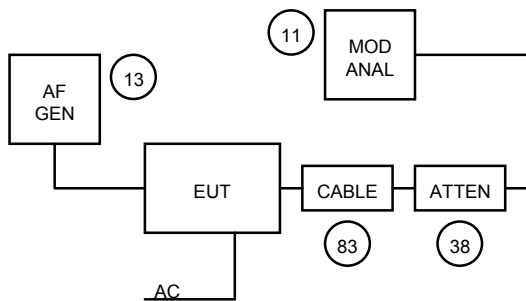 11
MOD
ANAL
13
AF
GEN
EUT
CABLE
ATTEN
83
38
AC